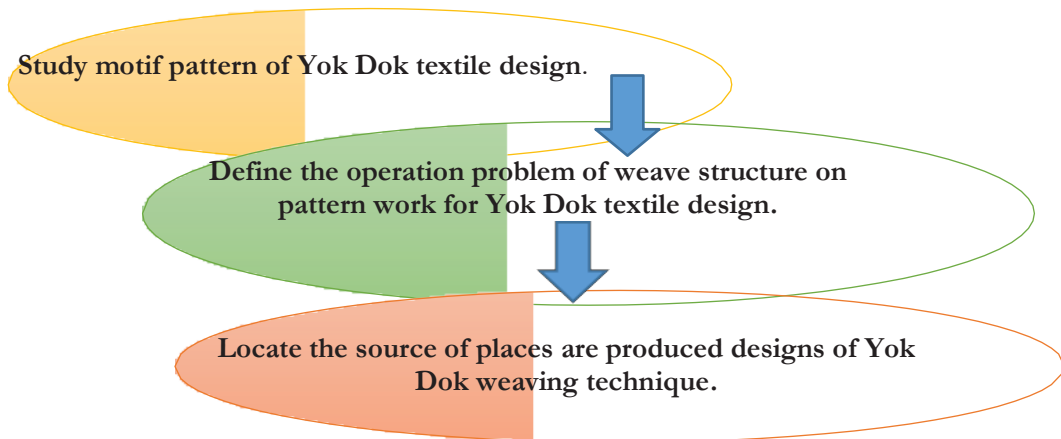 Study motif pattern of Yok Dok textile design.
Define the operation problem of weave structure on
pattern work for Yok Dok textile design.
Locate the source of places are produced designs of Yok
Dok weaving technique.